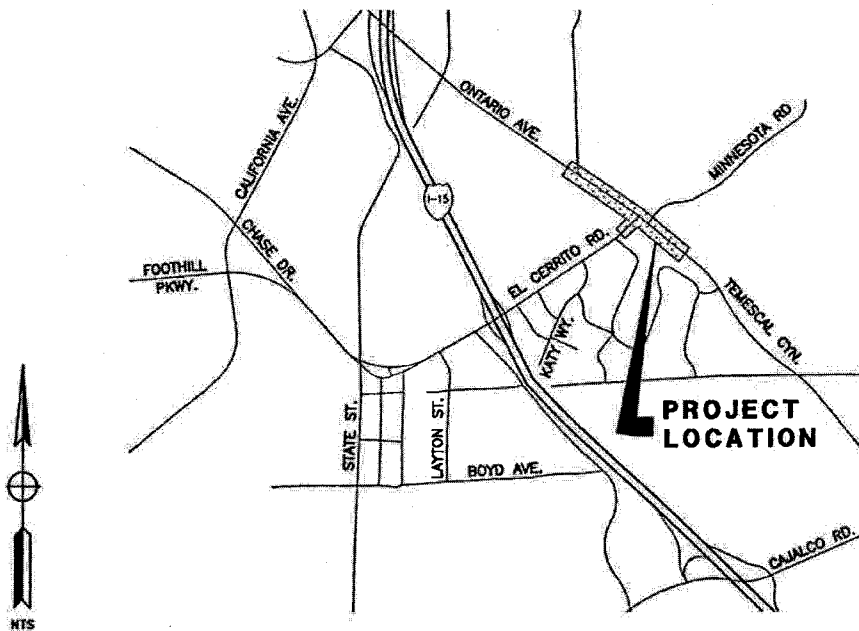 ONTARIO AVE.
CALIFORNIA AVE.
MINNESOTA RD
I-15
CHASE DR.
EL CERRITO RD.
FOOTHILL
PKWY.
TEMESCAL CYN.
KATY WY.
PROJECT
LOCATION
STATE ST.
LAYTON ST.
BOYD AVE.
CAJALCO RD.
NTS